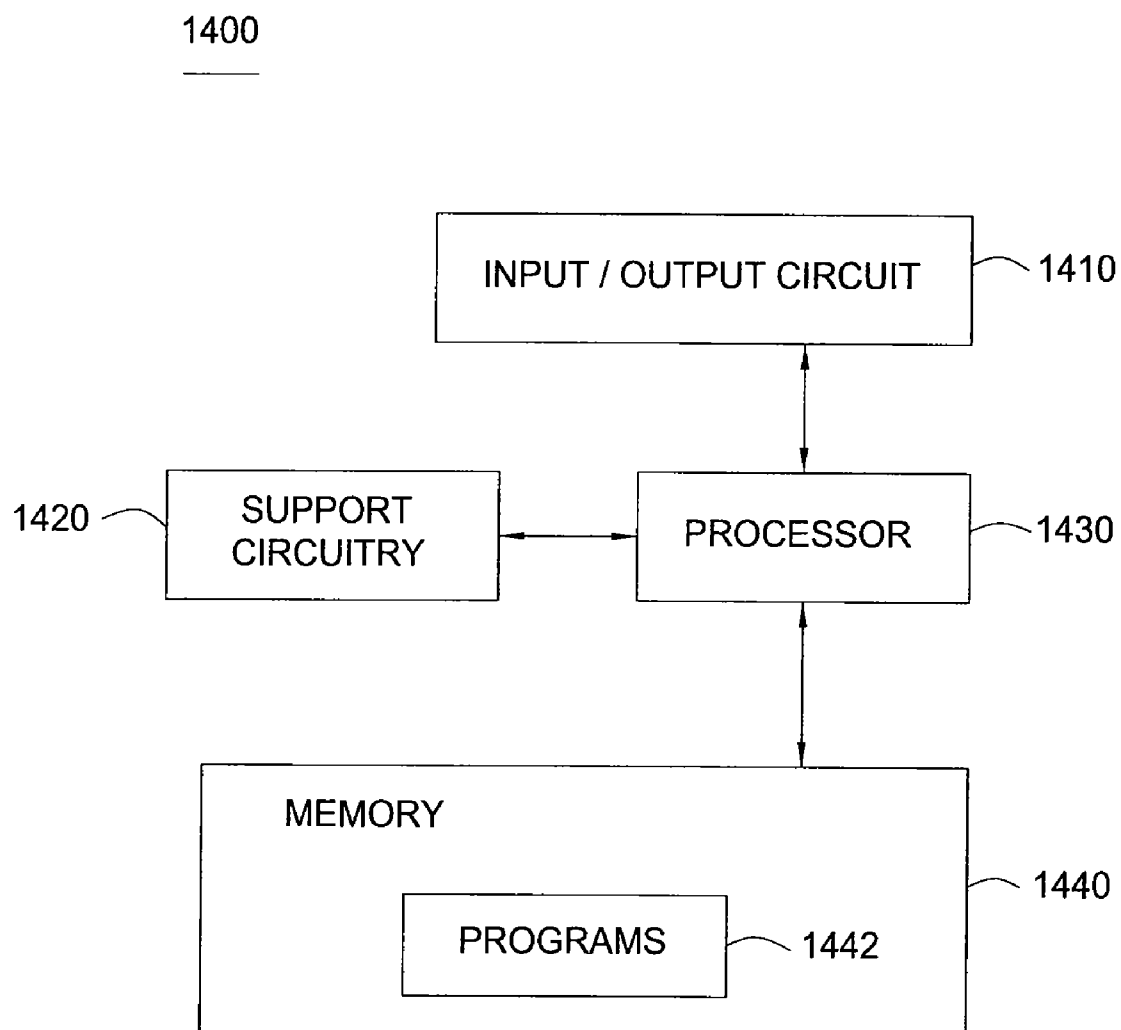 1400
INPUT / OUTPUT CIRCUIT
1410
1420
SUPPORT
CIRCUITRY
PROCESSOR
1430
MEMORY
1440
PROGRAMS
1442